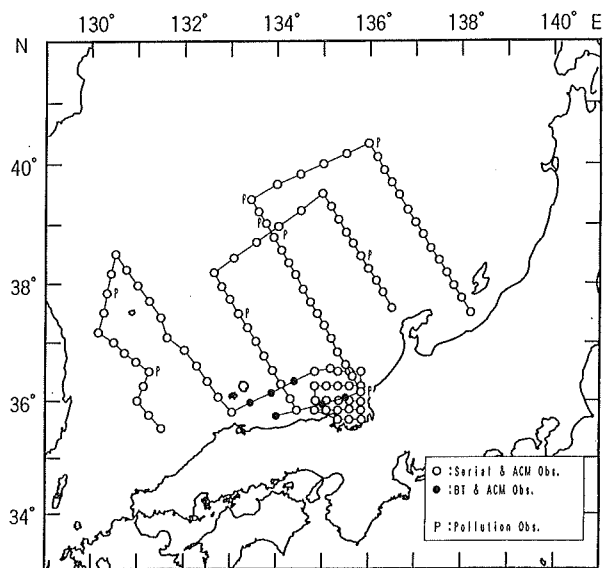 N 130° 132° 134° 136° 138° 140° E
P
40°
P
P
P
38°
P
P
P
36°
P
34°
○ :Serial & ACM Obs.
● :BT & ACM Obs.
P :Pollution Obs.